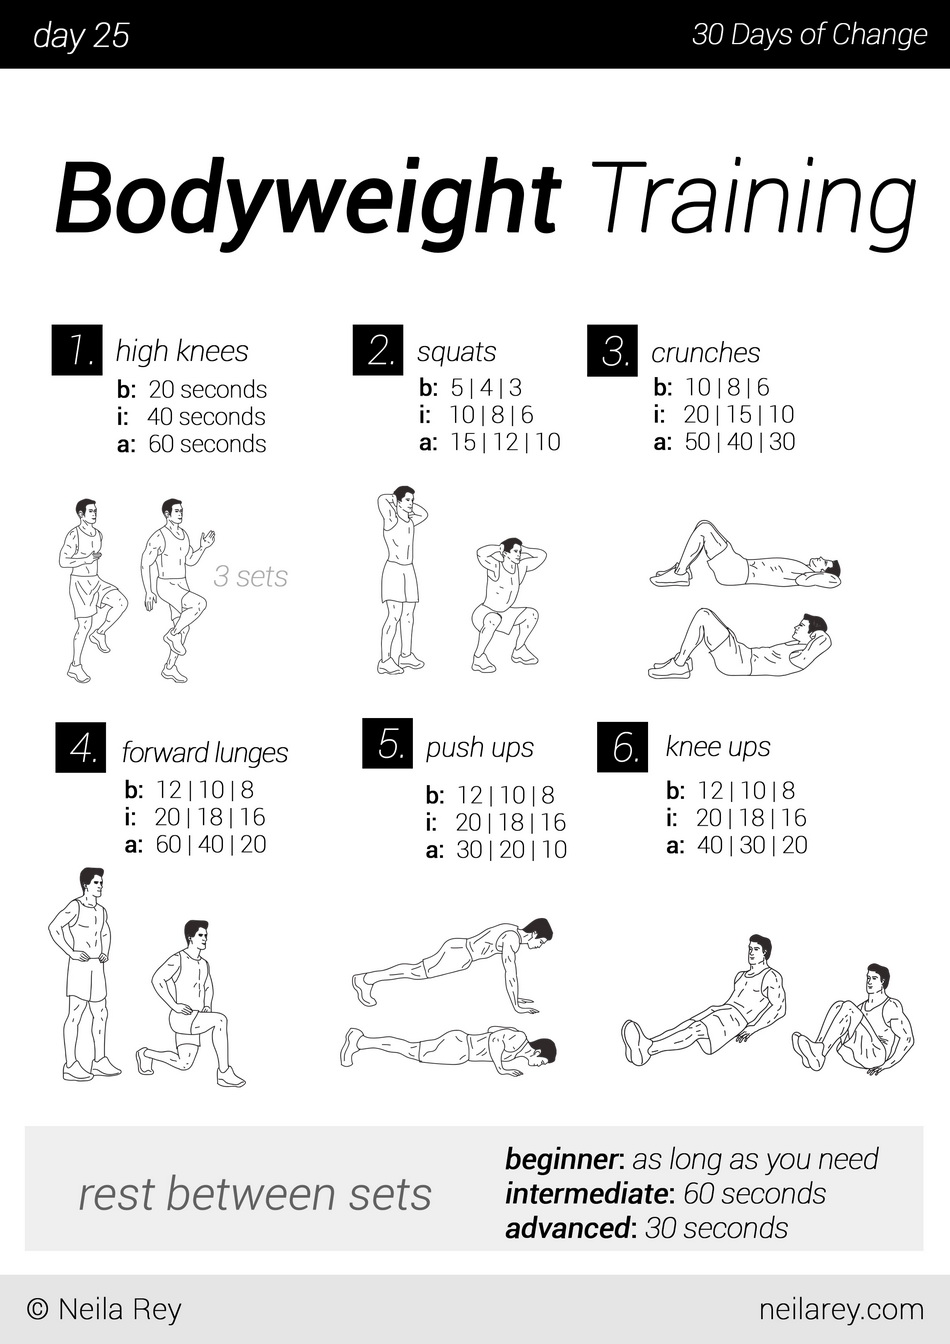 day 25
30 Days of Change
Bodyweight Training
1. high knees
b: 20 seconds
i: 40 seconds
a: 60 seconds
3 sets
2. squats
b: 5 | 4 | 3
i: 10 | 8 | 6
a: 15 | 12 | 10
3. crunches
b: 10 | 8 | 6
i: 20 | 15 | 10
a: 50 | 40 | 30
4. forward lunges
b: 12 | 10 | 8
i: 20 | 18 | 16
a: 60 | 40 | 20
5. push ups
b: 12 | 10 | 8
i: 20 | 18 | 16
a: 30 | 20 | 10
6. knee ups
b: 12 | 10 | 8
i: 20 | 18 | 16
a: 40 | 30 | 20
rest between sets
beginner: as long as you need
intermediate: 60 seconds
advanced: 30 seconds
© Neila Rey
neilarey.com